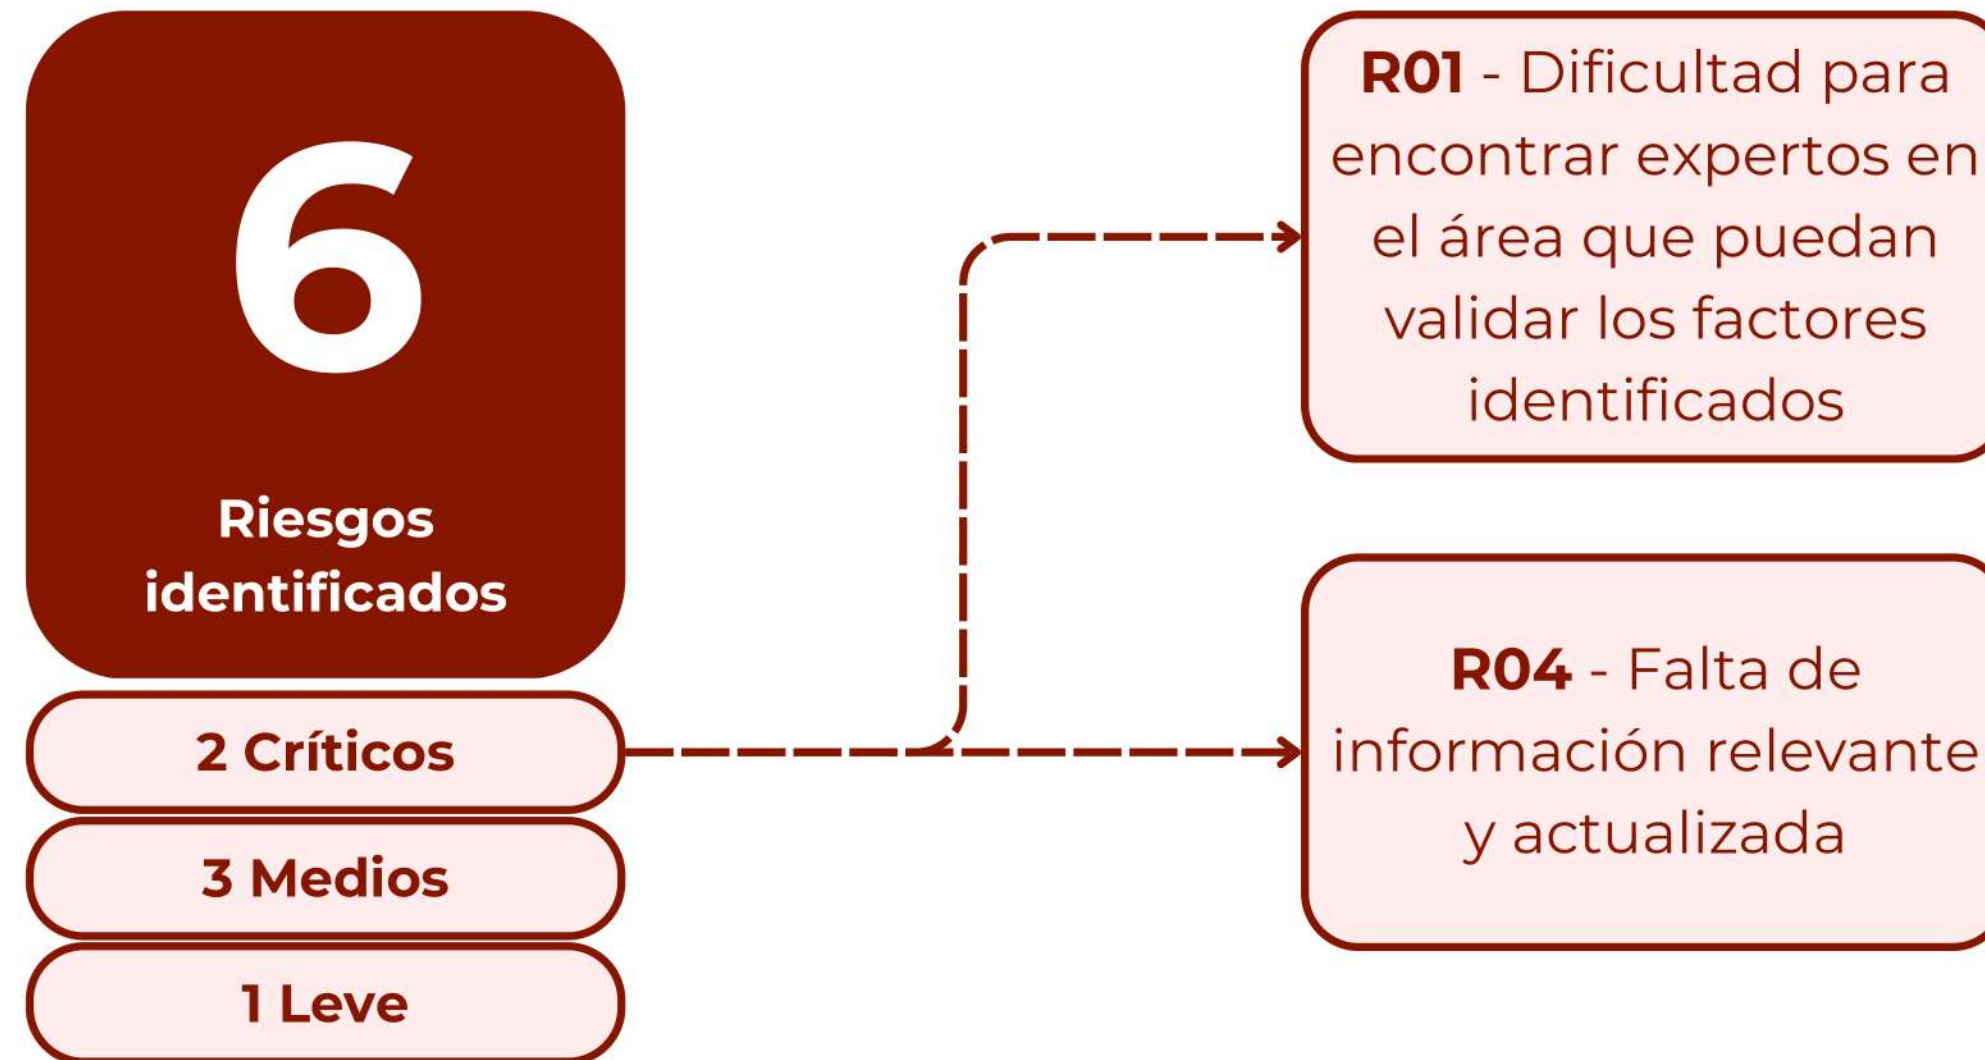 6
Riesgos
identificados
2 Críticos
3 Medios
1 Leve
R01 - Dificultad para
encontrar expertos en
el área que puedan
validar los factores
identificados
R04 - Falta de
información relevante
y actualizada